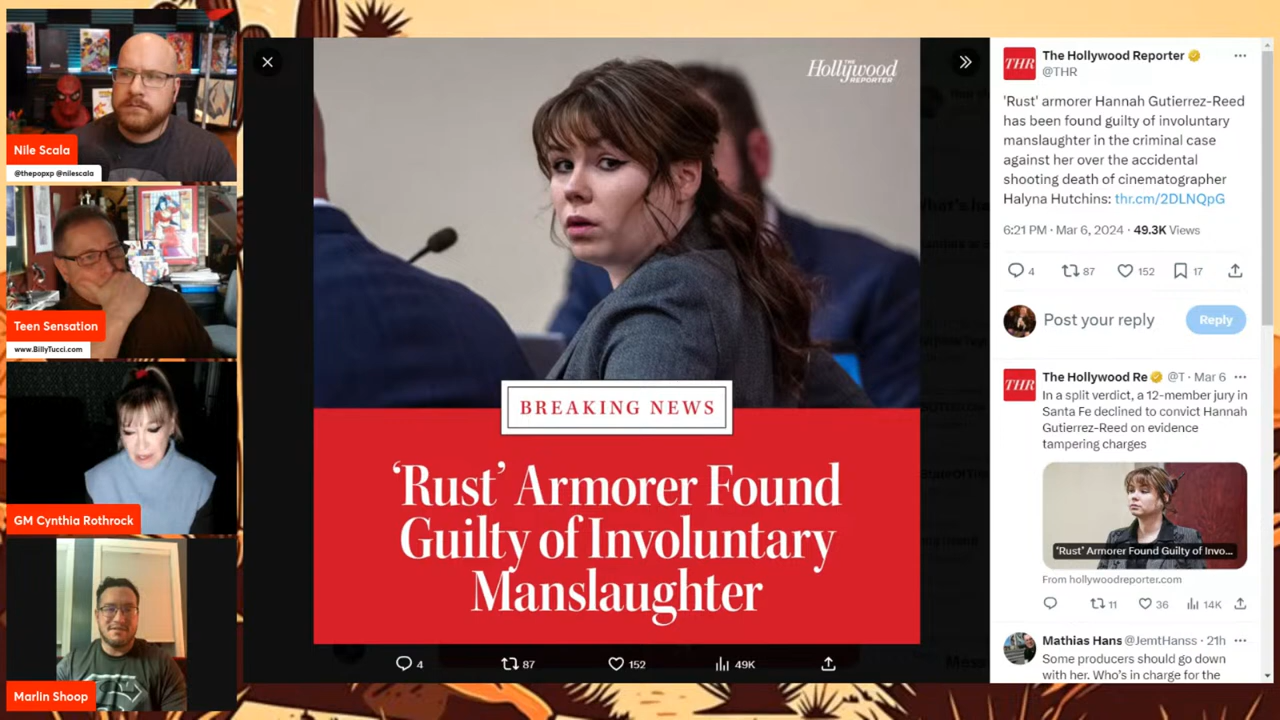 Nile Scala
@thepopxp @nilescala
Teen Sensation
www.BillyTucci.com
GM Cynthia Rothrock
Marlin Shoop
THE
Hollywood
REPORTER
BREAKING NEWS
‘Rust’ Armorer Found
Guilty of Involuntary
Manslaughter
4
87
152
49K
THR
The Hollywood Reporter
@THR
'Rust' armorer Hannah Gutierrez-Reed
has been found guilty of involuntary
manslaughter in the criminal case
against her over the accidental
shooting death of cinematographer
Halyna Hutchins: thr.cm/2DLNQpG
6:21 PM · Mar 6, 2024 · 49.3K Views
4
87
152
17
Post your reply
Reply
THR
The Hollywood Re @T · Mar 6
In a split verdict, a 12-member jury in
Santa Fe declined to convict Hannah
Gutierrez-Reed on evidence
tampering charges
'Rust' Armorer Found Guilty of Invo...
From hollywoodreporter.com
11
36
14K
Mathias Hans @JemtHanss · 21h
Some producers should go down
with her. Who's in charge for the